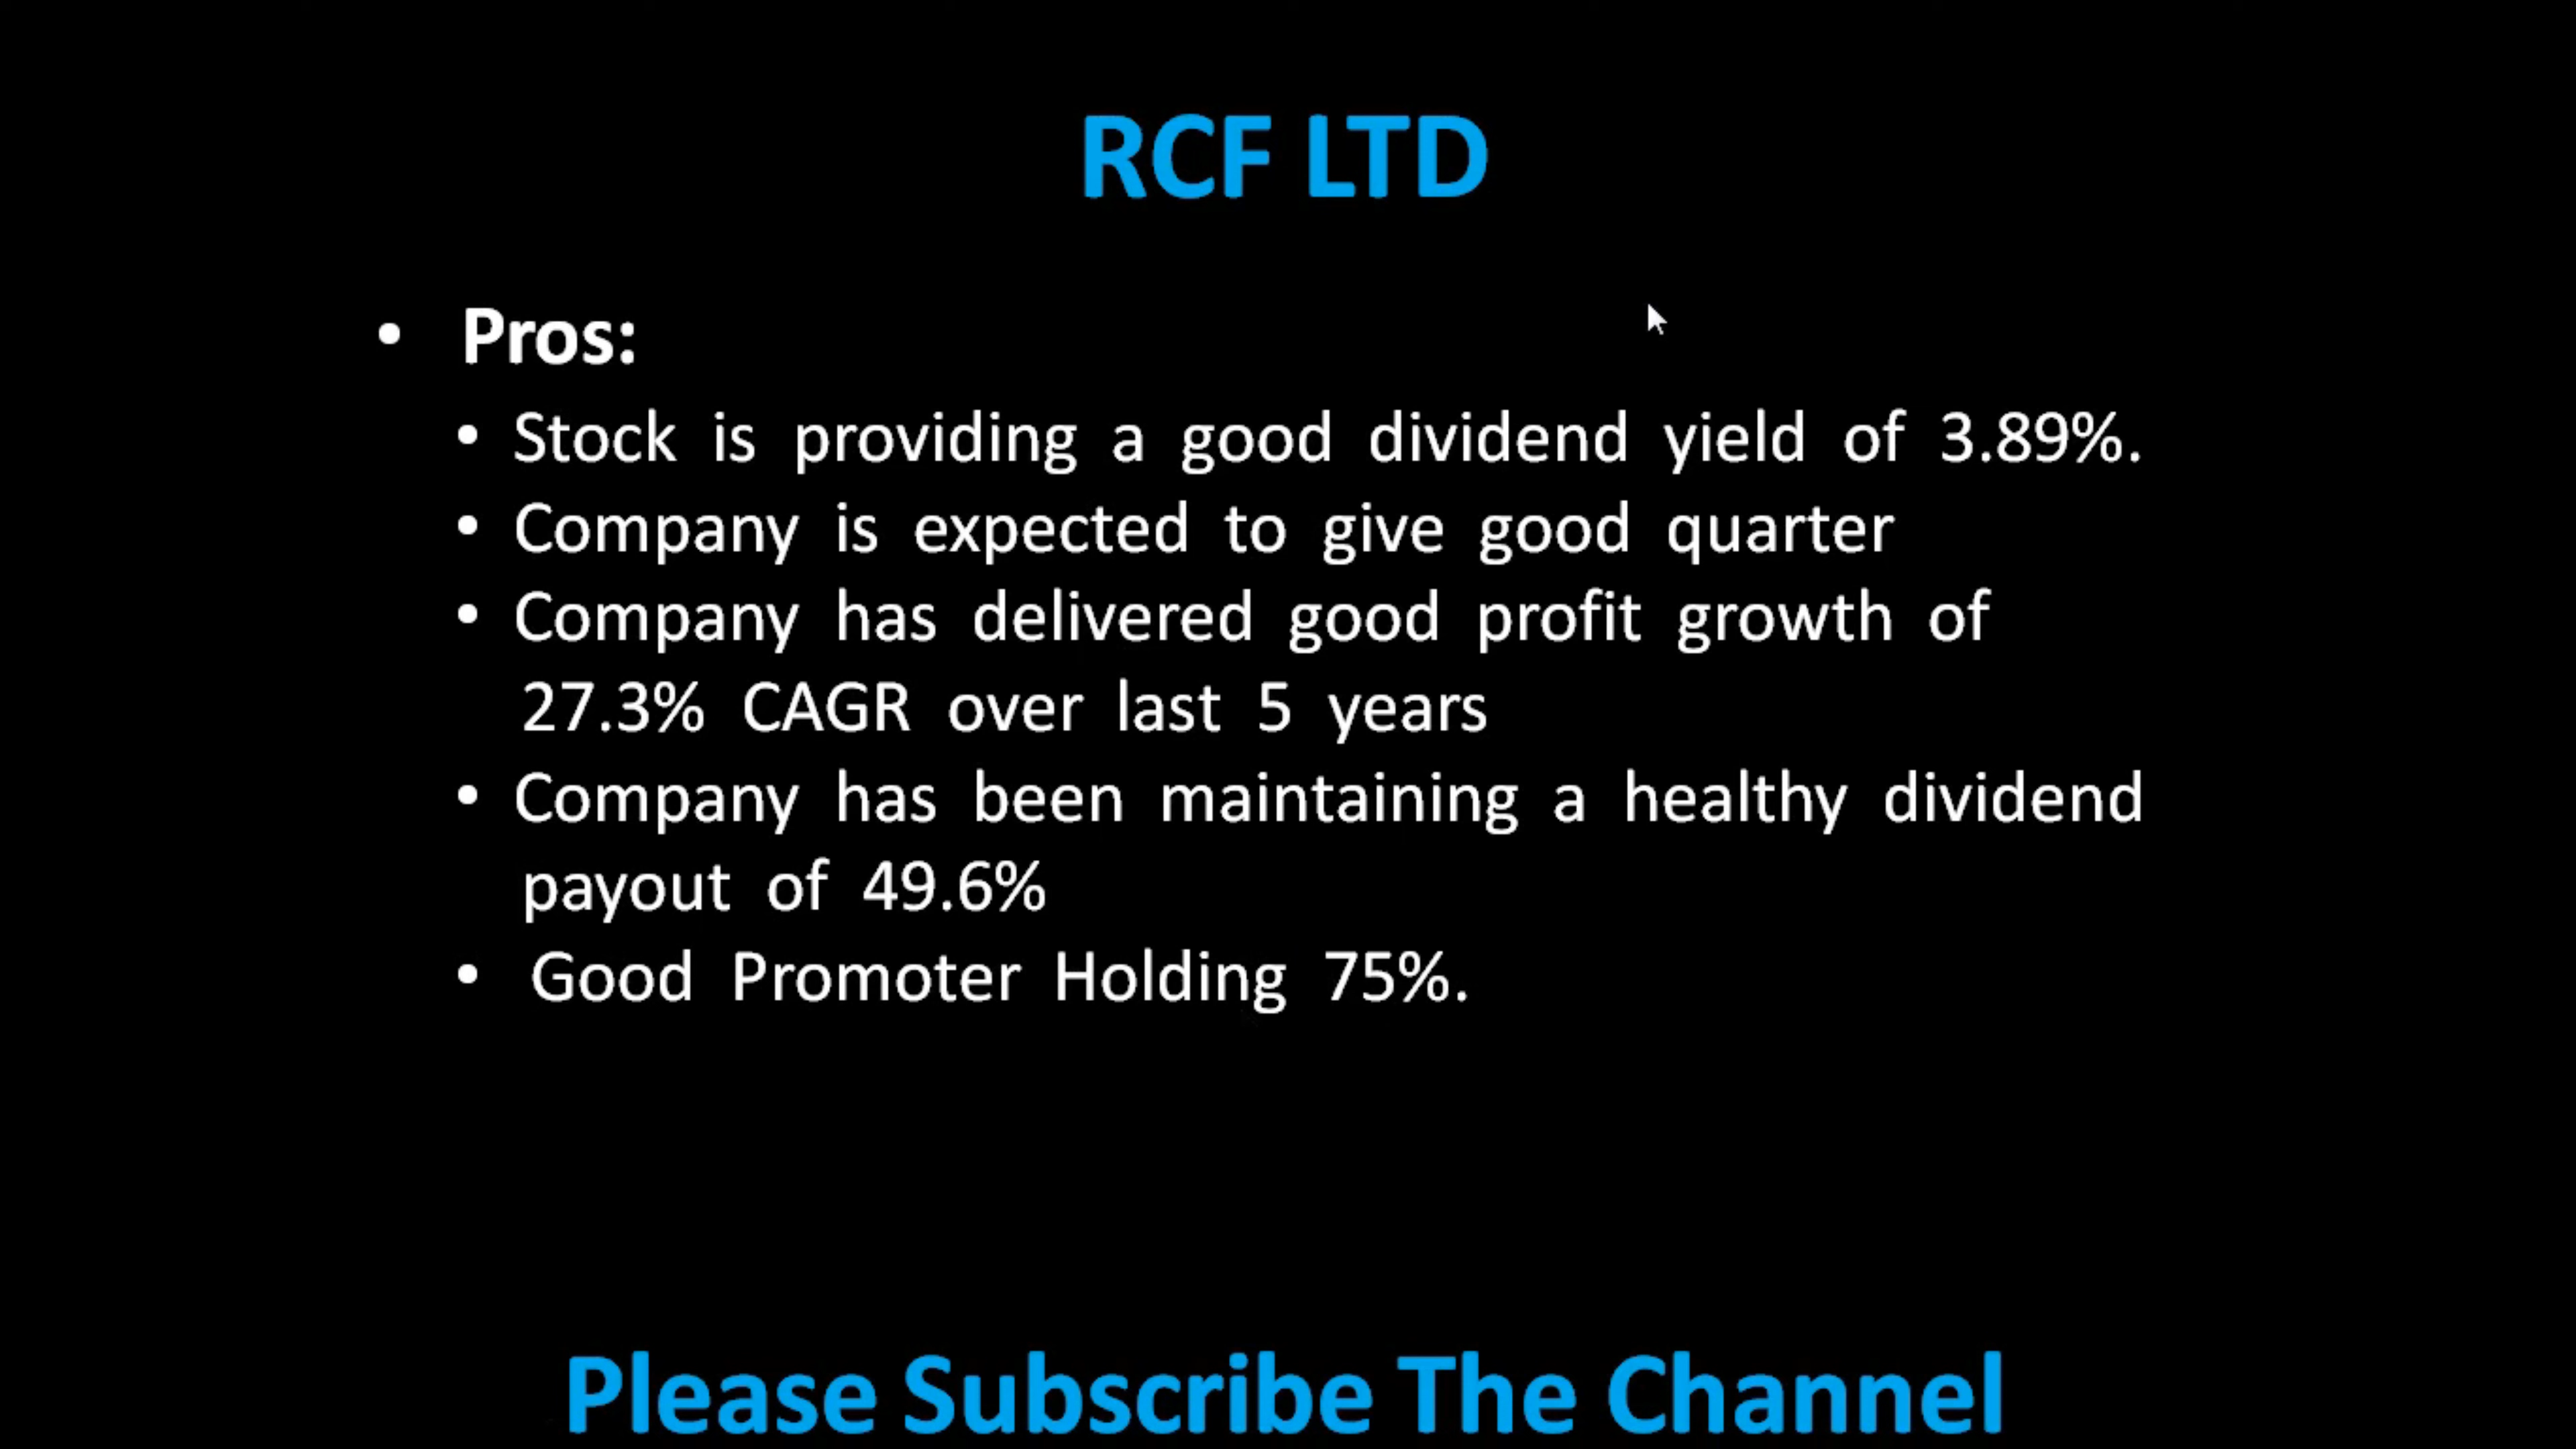 RCF LTD
• Pros:
• Stock is providing a good dividend yield of 3.89%.
• Company is expected to give good quarter
• Company has delivered good profit growth of
27.3% CAGR over last 5 years
• Company has been maintaining a healthy dividend
payout of 49.6%
• Good Promoter Holding 75%.
Please Subscribe The Channel